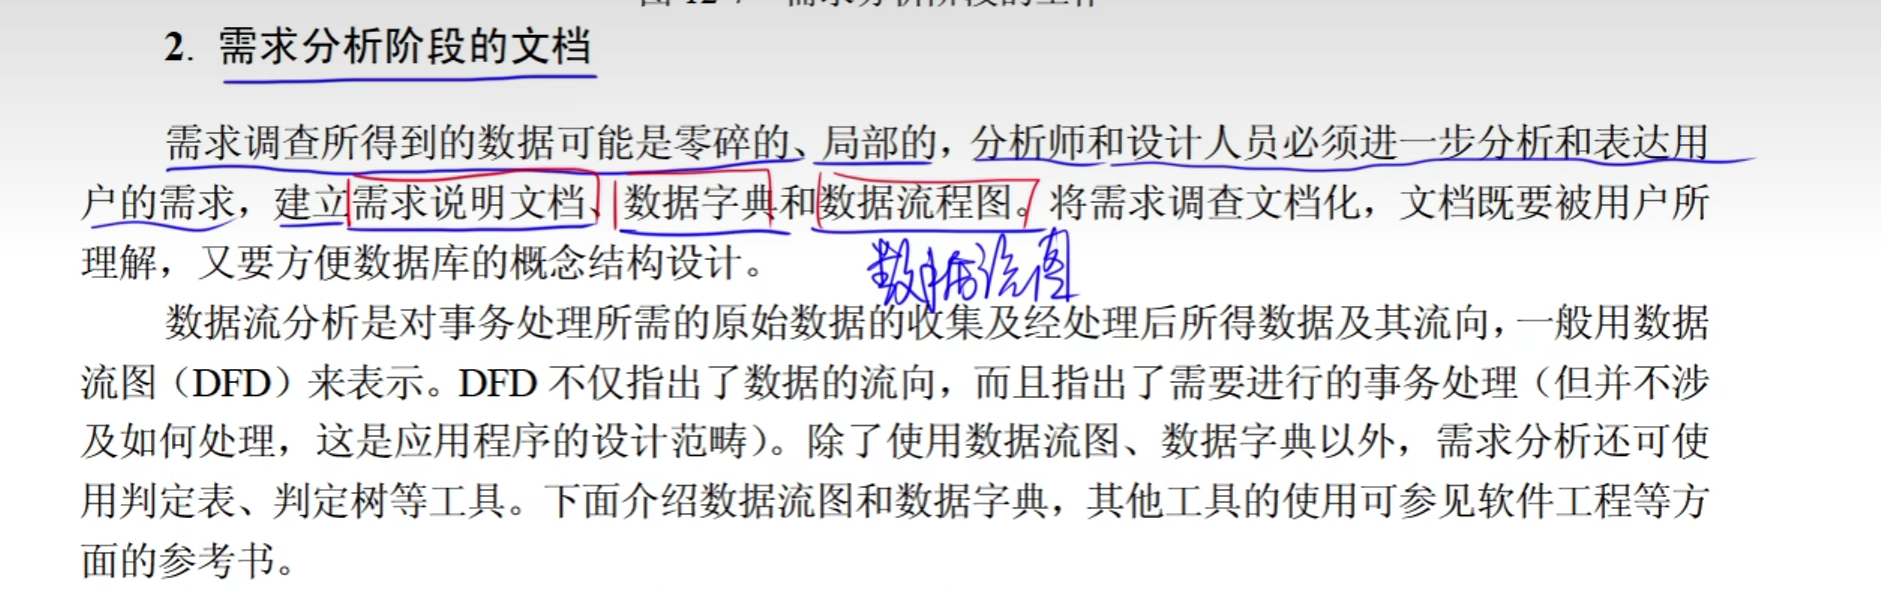 2. 需求分析阶段的文档
需求调查所得到的数据可能是零碎的、局部的，分析师和设计人员必须进一步分析和表达用
户的需求，建立需求说明文档、数据字典和数据流程图。将需求调查文档化，文档既要被用户所
理解，又要方便数据库的概念结构设计。
数据流图
数据流分析是对事务处理所需的原始数据的收集及经处理后所得数据及其流向，一般用数据
流图（DFD）来表示。DFD 不仅指出了数据的流向，而且指出了需要进行的事务处理（但并不涉
及如何处理，这是应用程序的设计范畴）。除了使用数据流图、数据字典以外，需求分析还可使
用判定表、判定树等工具。下面介绍数据流图和数据字典，其他工具的使用可参见软件工程等方
面的参考书。